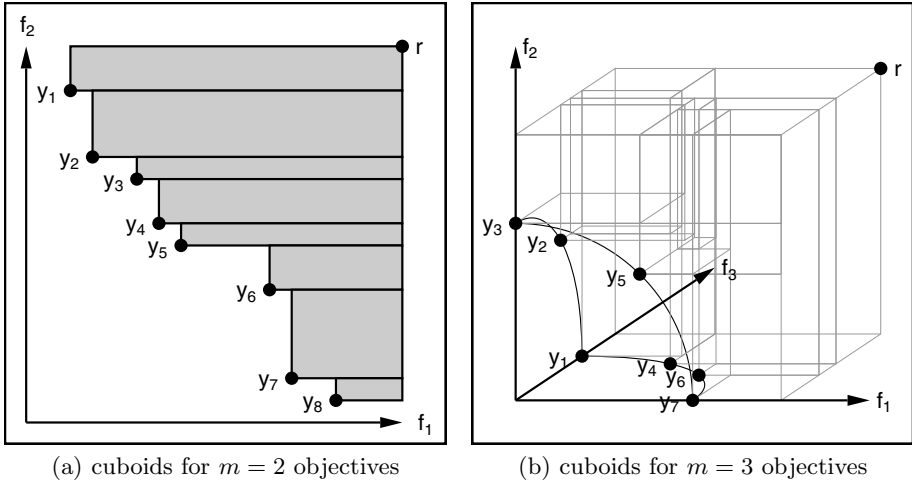 f2
r
y1
y2
y3
y4
y5
y6
y7
y8
f1
(a) cuboids for m = 2 objectives
f2
r
y3
y2
y5
f3
y1
y4
y6
y7
f1
(b) cuboids for m = 3 objectives